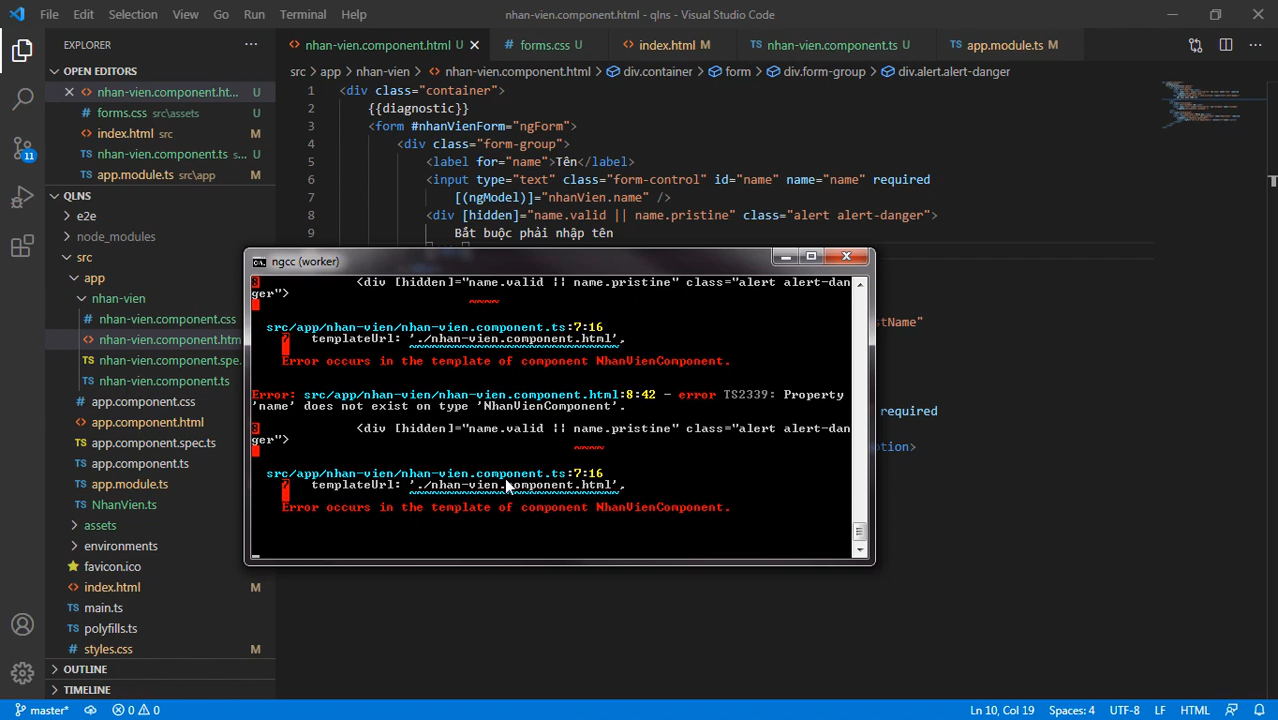 File Edit Selection View Go Run Terminal Help
nhan-vien.component.html - qlns - Visual Studio Code
EXPLORER
OPEN EDITORS
nhan-vien.component.ht... U
forms.css src\assets U
index.html src M
nhan-vien.component.ts s... U
app.module.ts src\app M
QLNS
e2e
node_modules
src
app
nhan-vien
nhan-vien.component.css
nhan-vien.component.htm
nhan-vien.component.spe.
nhan-vien.component.ts
app.component.css
app.component.html M
app.component.spec.ts M
app.component.ts M
app.module.ts M
NhanVien.ts
assets
environments
favicon.ico
index.html M
main.ts
polyfills.ts
styles.css M
OUTLINE
TIMELINE
11
nhan-vien.component.html U
forms.css U
index.html M
nhan-vien.component.ts U
app.module.ts M
src > app > nhan-vien > nhan-vien.component.html > div.container > form > div.form-group > div.alert.alert-danger
1 <div class="container">
2 {{diagnostic}}
3 <form #nhanVienForm="ngForm">
4 <div class="form-group">
5 <label for="name">Tên</label>
6 <input type="text" class="form-control" id="name" name="name" required
7 [(ngModel)]="nhanVien.name" />
8 <div [hidden]="name.valid || name.pristine" class="alert alert-danger">
9 Bắt buộc phải nhập tên
stName"
required
ption>
ngcc (worker)
8 <div [hidden]="name.valid || name.pristine" class="alert alert-dan
ger">
src/app/nhan-vien/nhan-vien.component.ts:7:16
7 templateUrl: './nhan-vien.component.html',
Error occurs in the template of component NhanVienComponent.
Error: src/app/nhan-vien/nhan-vien.component.html:8:42 - error TS2339: Property
'name' does not exist on type 'NhanVienComponent'.
8 <div [hidden]="name.valid || name.pristine" class="alert alert-dan
ger">
src/app/nhan-vien/nhan-vien.component.ts:7:16
7 templateUrl: './nhan-vien.component.html',
Error occurs in the template of component NhanVienComponent.
master* 0 0
Ln 10, Col 19 Spaces: 4 UTF-8 LF HTML